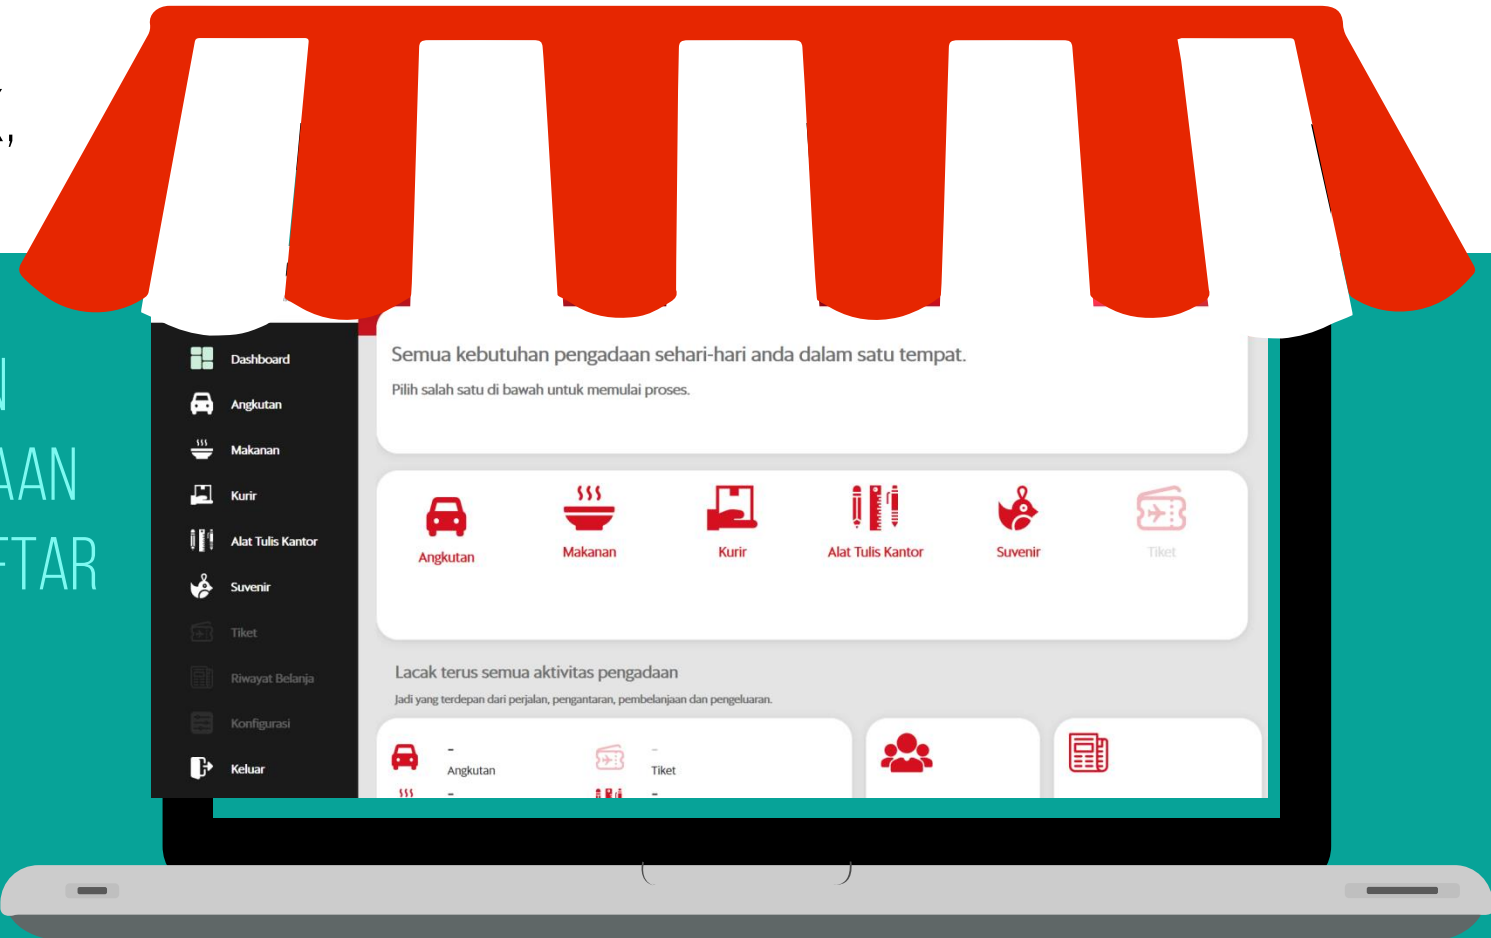 Dashboard
Angkutan
Makanan
Kurir
Alat Tulis Kantor
Suvenir
Tiket
Riwayat Belanja
Konfigurasi
Keluar
Semua kebutuhan pengadaan sehari-hari anda dalam satu tempat.
Pilih salah satu di bawah untuk memulai proses.
Angkutan
Makanan
Kurir
Alat Tulis Kantor
Suvenir
Tiket
Lacak terus semua aktivitas pengadaan
Jadi yang terdepan dari perjalan, pengantaran, pembelanjaan dan pengeluaran.
-
Angkutan
-
Tiket
-
-